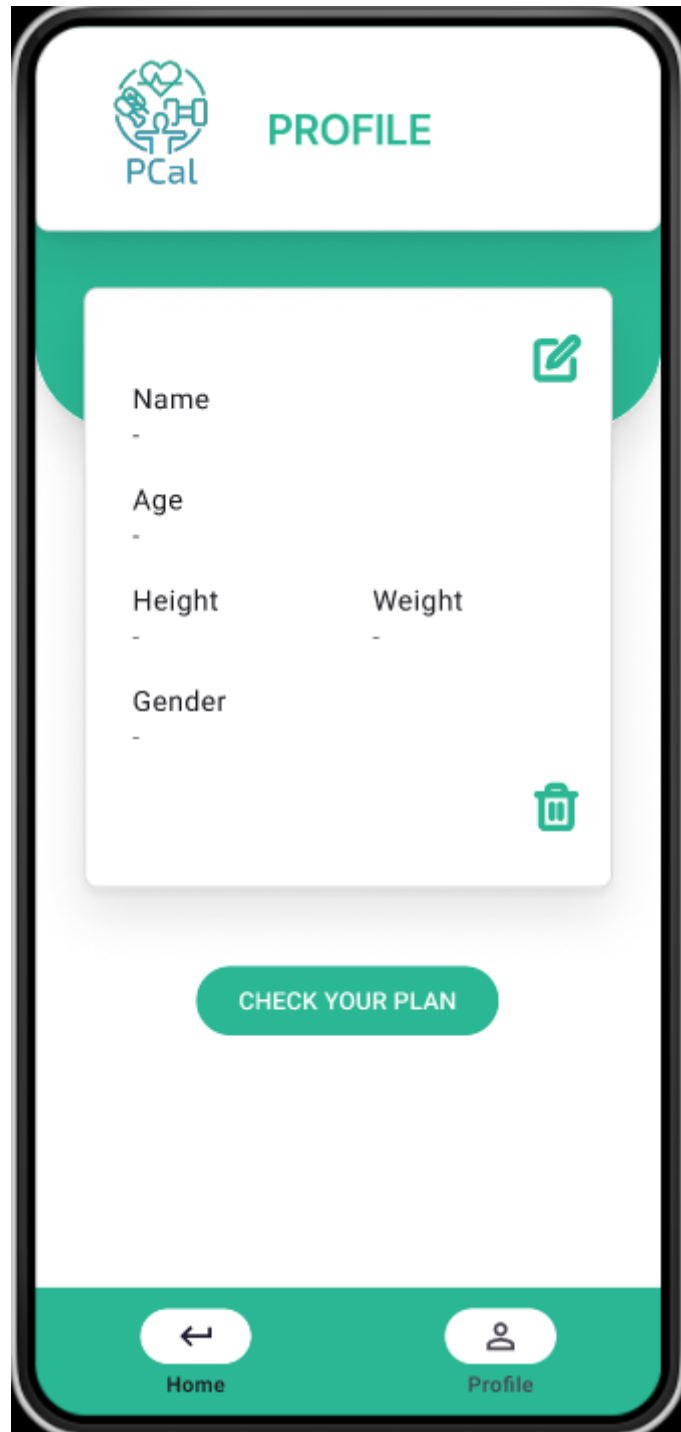 PCal
PROFILE
Name
-
Age
-
Height Weight
- -
Gender
-
CHECK YOUR PLAN
Home Profile